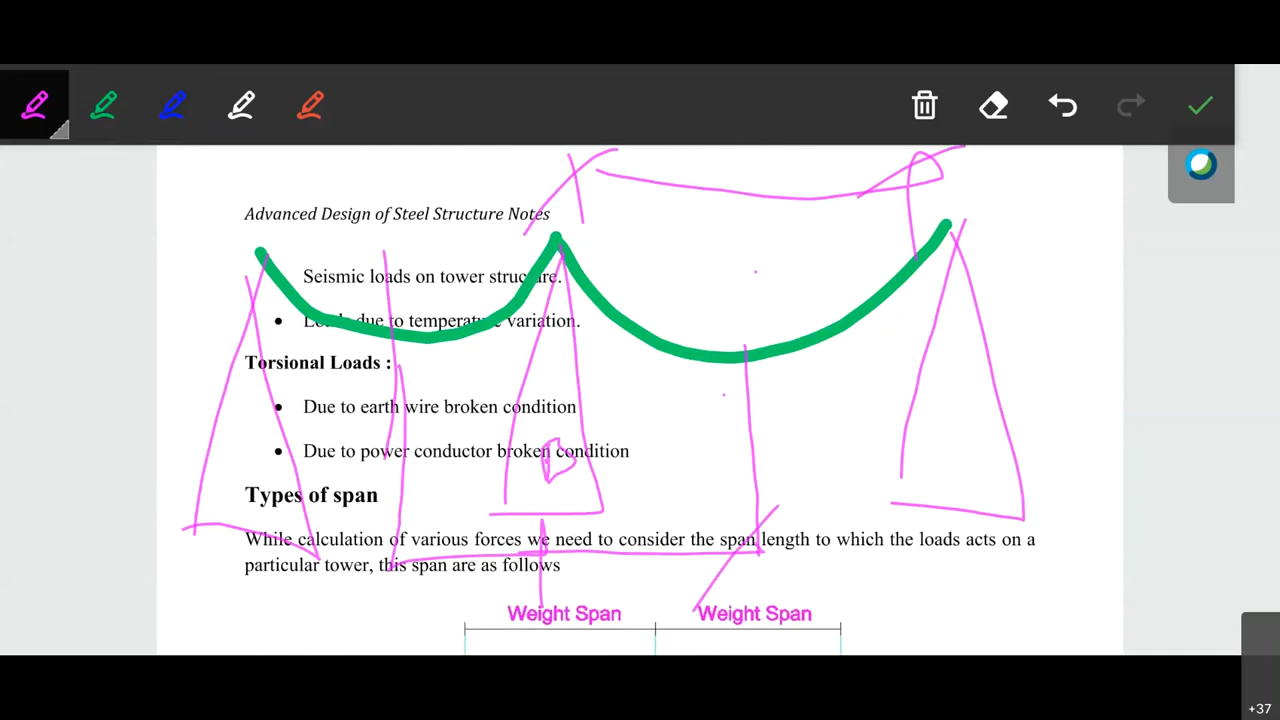 Advanced Design of Steel Structure Notes
Seismic loads on tower structure.
• Loads due to temperature variation.
Torsional Loads :
• Due to earth wire broken condition
• Due to power conductor broken condition
B
Types of span
While calculation of various forces we need to consider the span length to which the loads acts on a
particular tower, this span are as follows
Weight Span Weight Span
+37